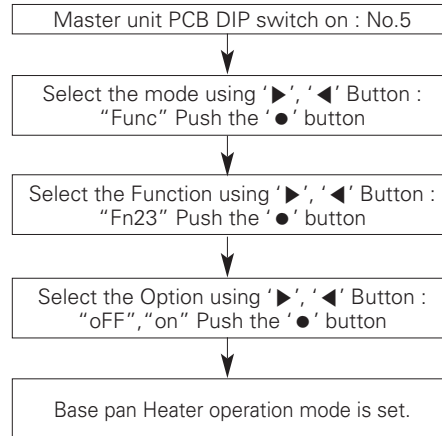 Master unit PCB DIP switch on : No.5
Select the mode using ‘▶’, ‘◀’ Button :
“Func” Push the ‘●’ button
Select the Function using ‘▶’, ‘◀’ Button :
“Fn23” Push the ‘●’ button
Select the Option using ‘▶’, ‘◀’ Button :
“oFF”,“on” Push the ‘●’ button
Base pan Heater operation mode is set.